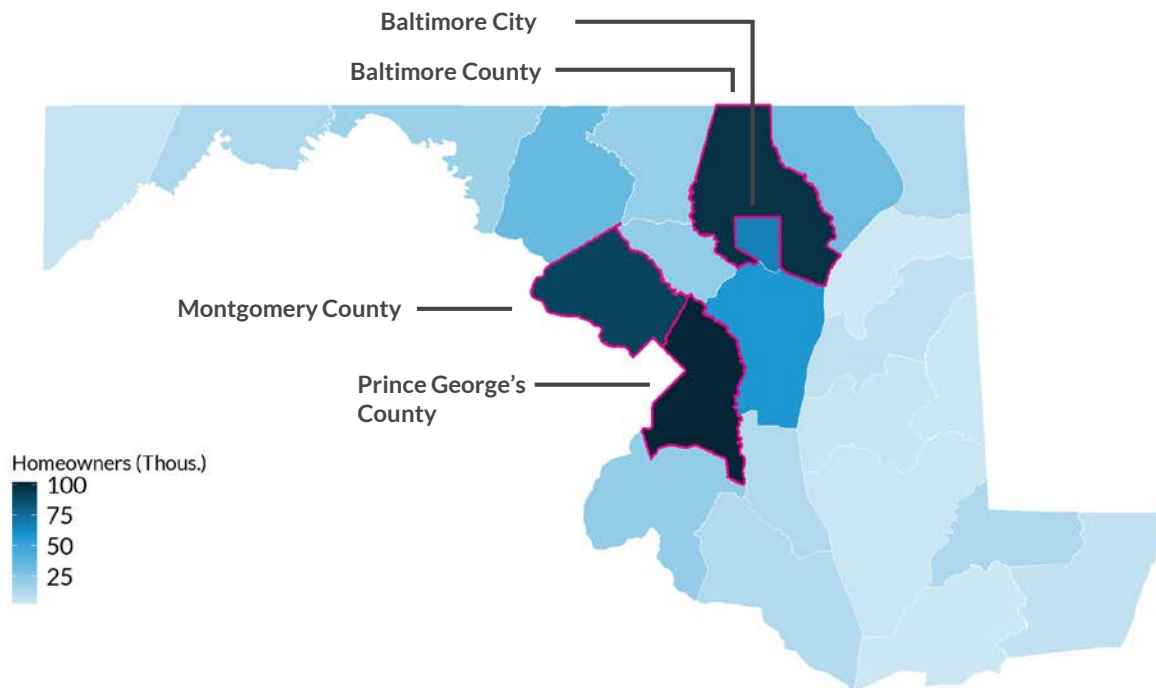 Baltimore City
Baltimore County
Montgomery County
Prince George’s
County
Homeowners (Thous.)
100
75
50
25